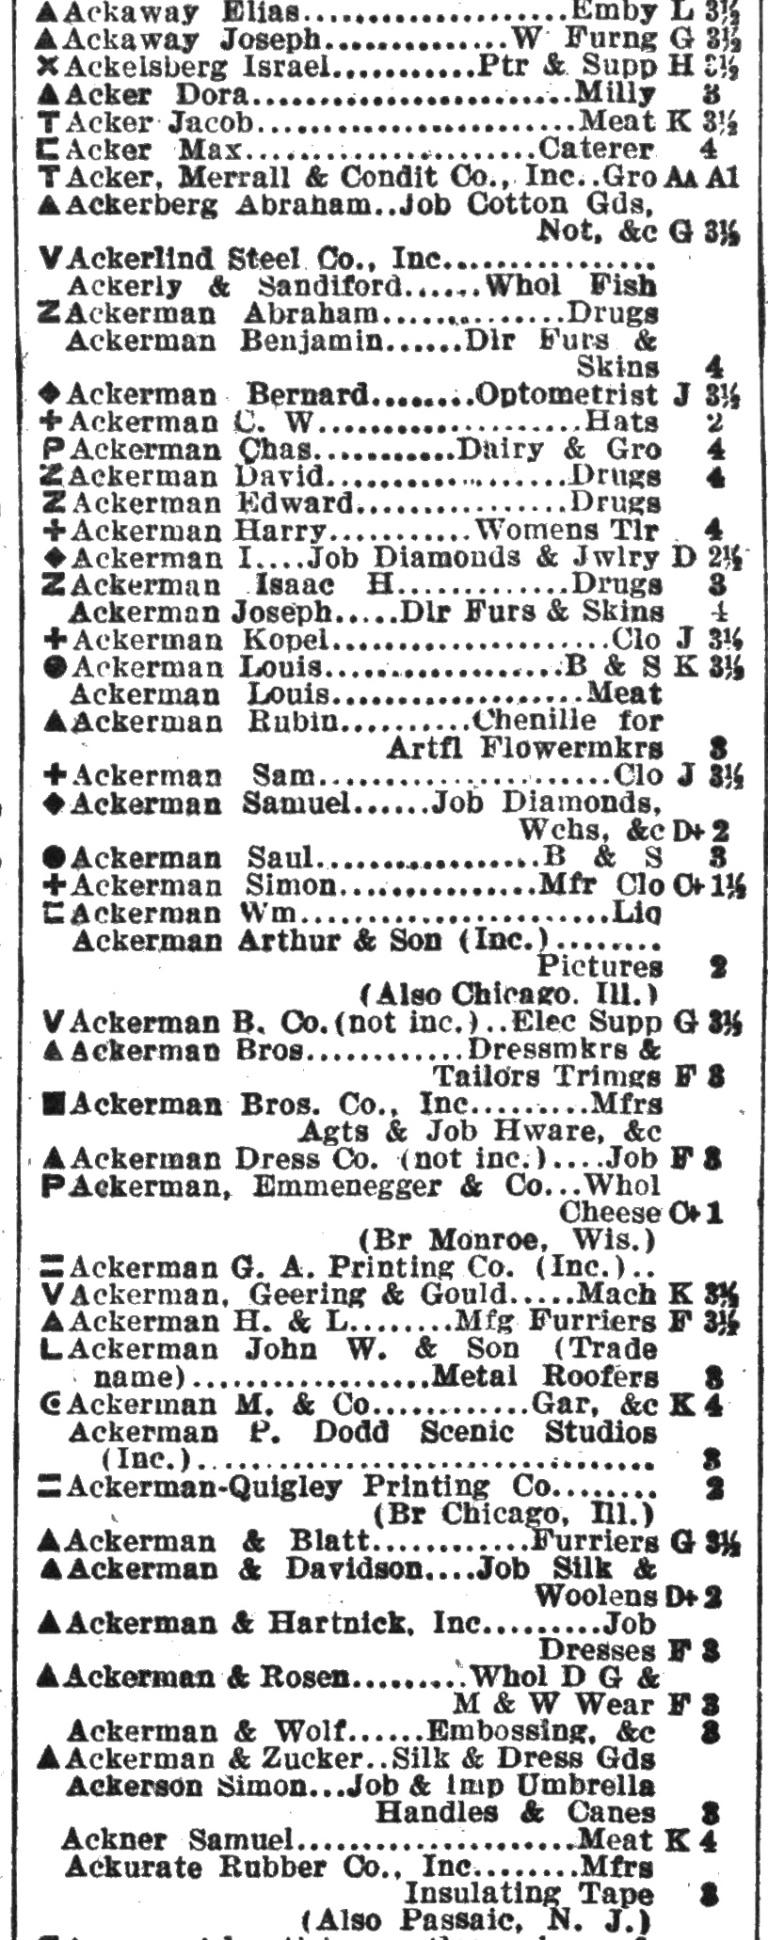 ▲Ackaway Elias....................Emby L 3½
▲Ackaway Joseph..............W Furng G 3½
×Ackelsberg Israel...........Ptr & Supp H 3½
▲Acker Dora.........................Milly 3
TAcker Jacob.........................Meat K 3½
⊏Acker Max.......................Caterer 4
TAcker, Merrall & Condit Co., Inc..Gro AA A1
▲Ackerberg Abraham..Job Cotton Gds,
Not, &c G 3½
VAckerlind Steel Co., Inc................
Ackerly & Sandiford......Whol Fish
ZAckerman Abraham..............Drugs
Ackerman Benjamin......Dlr Furs &
Skins 4
◆Ackerman Bernard........Optometrist J 3½
+Ackerman C. W....................Hats 2
PAckerman Chas...........Dairy & Gro 4
ZAckerman David.................Drugs 4
ZAckerman Edward...............Drugs
+Ackerman Harry...........Womens Tlr 4
◆Ackerman I....Job Diamonds & Jwlry D 2½
ZAckerman Isaac H.............Drugs 3
Ackerman Joseph.....Dlr Furs & Skins 4
+Ackerman Kopel.....................Clo J 3½
●Ackerman Louis..................B & S K 3½
Ackerman Louis...................Meat
▲Ackerman Rubin..........Chenille for
Artfl Flowermkrs 3
+Ackerman Sam......................Clo J 3½
◆Ackerman Samuel......Job Diamonds,
Wchs, &c D+ 2
●Ackerman Saul.................B & S 3
+Ackerman Simon...............Mfr Clo C+ 1½
⊏Ackerman Wm.......................Liq
Ackerman Arthur & Son (Inc.)........
Pictures 2
(Also Chicago. Ill.)
VAckerman B. Co.(not inc.)..Elec Supp G 3½
▲Ackerman Bros............Dressmkrs &
Tailors Trimgs F 3
■Ackerman Bros. Co., Inc.........Mfrs
Agts & Job Hware, &c
▲Ackerman Dress Co. (not inc.)....Job F 3
PAckerman, Emmenegger & Co...Whol
Cheese C+ 1
(Br Monroe, Wis.)
=Ackerman G. A. Printing Co. (Inc.)..
VAckerman, Geering & Gould.....Mach K 3½
▲Ackerman H. & L........Mfg Furriers F 3½
LAckerman John W. & Son (Trade
name)..................Metal Roofers 3
CAckerman M. & Co............Gar, &c K 4
Ackerman P. Dodd Scenic Studios
(Inc.)................................... 3
=Ackerman-Quigley Printing Co........ 2
(Br Chicago, Ill.)
▲Ackerman & Blatt............Furriers G 3½
▲Ackerman & Davidson....Job Silk &
Woolens D+ 2
▲Ackerman & Hartnick, Inc.........Job
Dresses F 3
▲Ackerman & Rosen.........Whol D G &
M & W Wear F 3
Ackerman & Wolf......Embossing, &c 3
▲Ackerman & Zucker..Silk & Dress Gds
Ackerson Simon...Job & Imp Umbrella
Handles & Canes 3
Ackner Samuel.....................Meat K 4
Ackurate Rubber Co., Inc........Mfrs
Insulating Tape 3
(Also Passaic, N. J.)